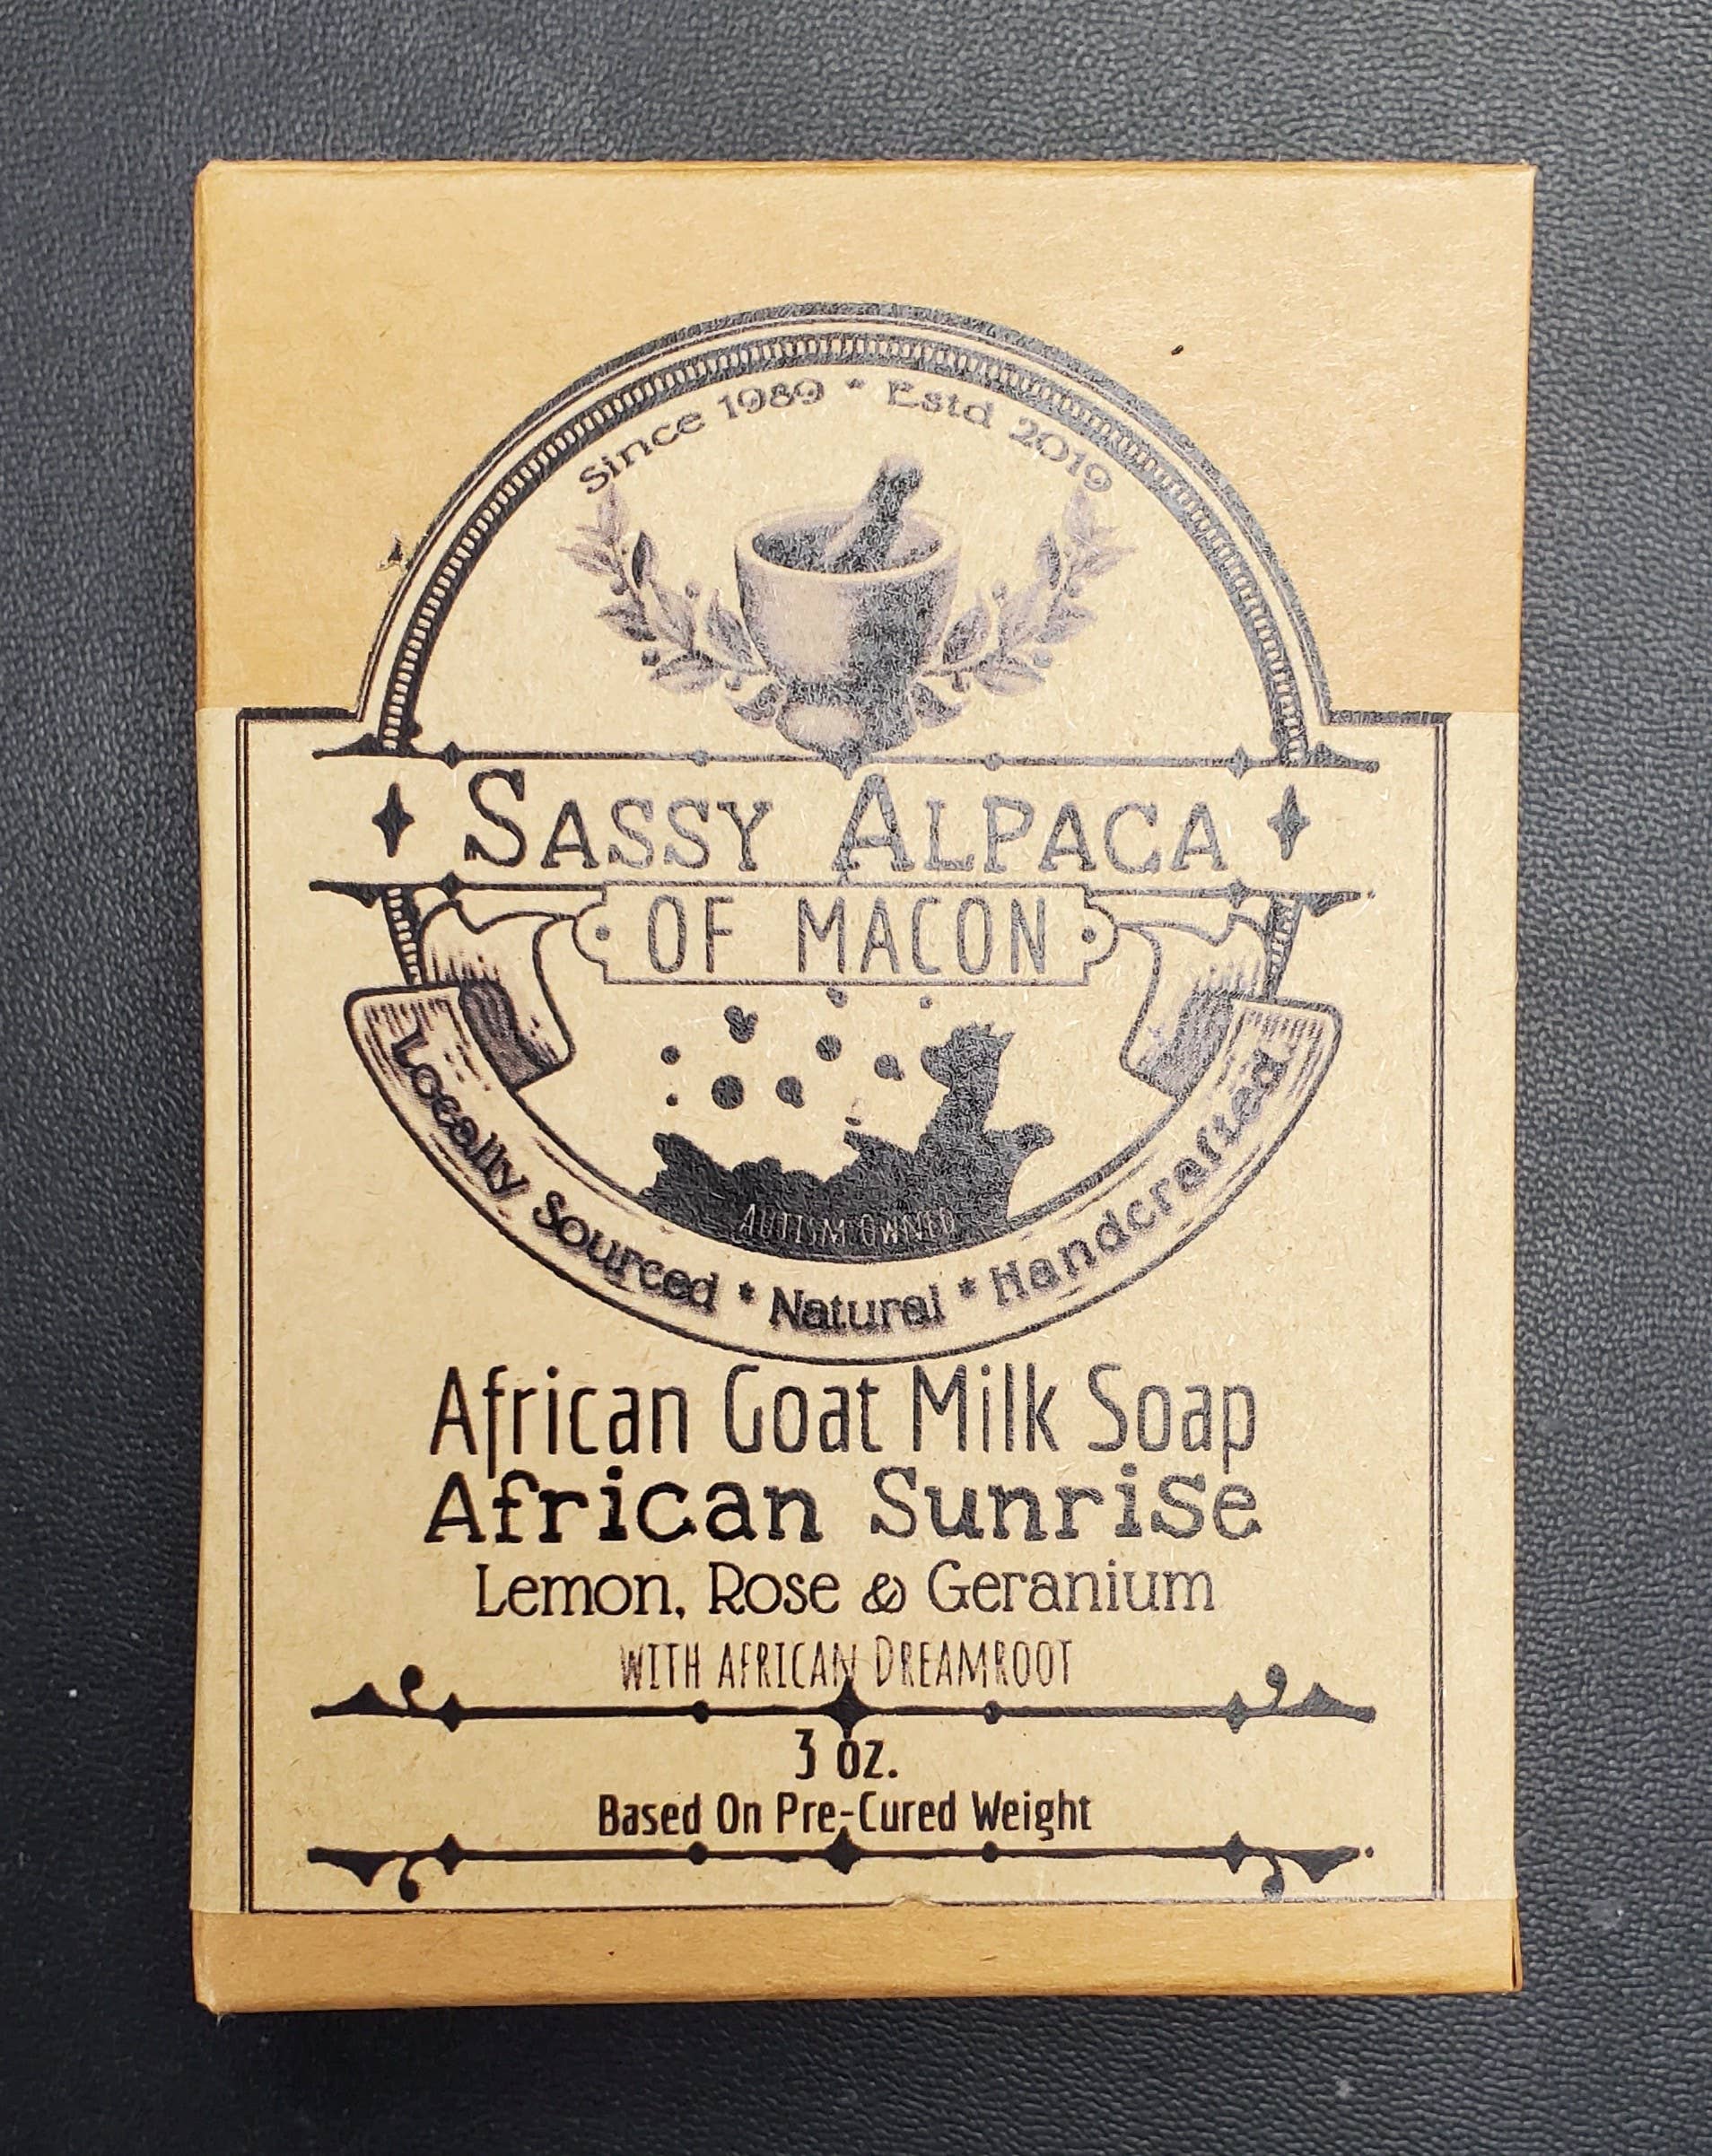 Since 1989 * Estd 2019
SASSY ALPACA
OF MACON
AUTISM OWNED
Locally Sourced * Natural * Handcrafted
African Goat Milk Soap
African Sunrise
Lemon, Rose & Geranium
WITH AFRICAN DREAMROOT
3 oz.
Based On Pre-Cured Weight